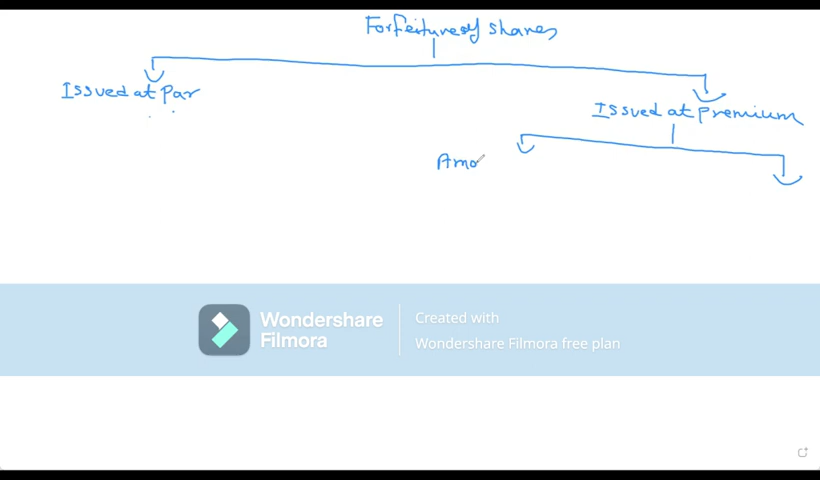 Forfeiture of shares
Issued at Par
Issued at Premium
Amo
Wondershare
Filmora
Created with
Wondershare Filmora free plan